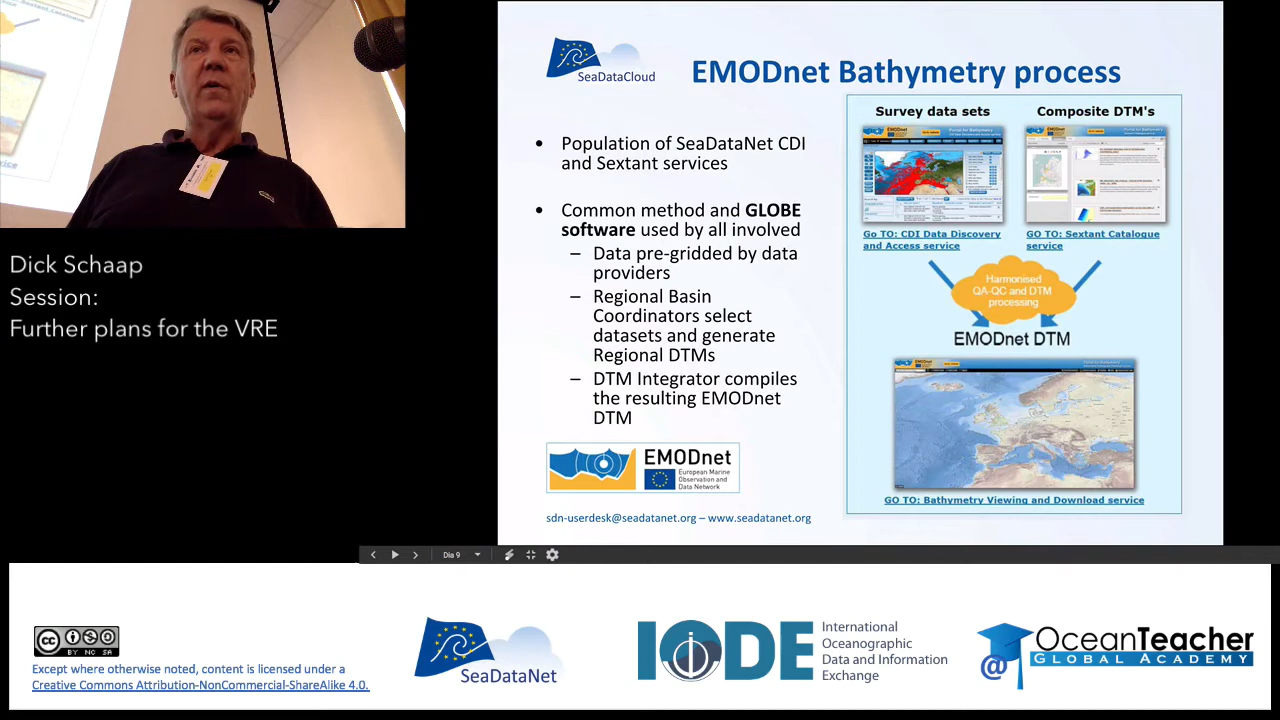 Dick Schaap
Session:
Further plans for the VRE
SeaDataCloud
EMODnet Bathymetry process
• Population of SeaDataNet CDI
and Sextant services
• Common method and GLOBE
software used by all involved
– Data pre-gridded by data
providers
– Regional Basin
Coordinators select
datasets and generate
Regional DTMs
– DTM Integrator compiles
the resulting EMODnet
DTM
EMODnet
European Marine
Observation and
Data Network
sdn-userdesk@seadatanet.org – www.seadatanet.org
Survey data sets
Composite DTM's
Go TO: CDI Data Discovery
and Access service
GO TO: Sextant Catalogue
service
Harmonised
QA-QC and DTM
processing
EMODnet DTM
GO TO: Bathymetry Viewing and Download service
Dia 9
cc
BY NC SA
Except where otherwise noted, content is licensed under a
Creative Commons Attribution-NonCommercial-ShareAlike 4.0.
SeaDataNet
IODE
International
Oceanographic
Data and Information
Exchange
@
OceanTeacher
GLOBAL ACADEMY